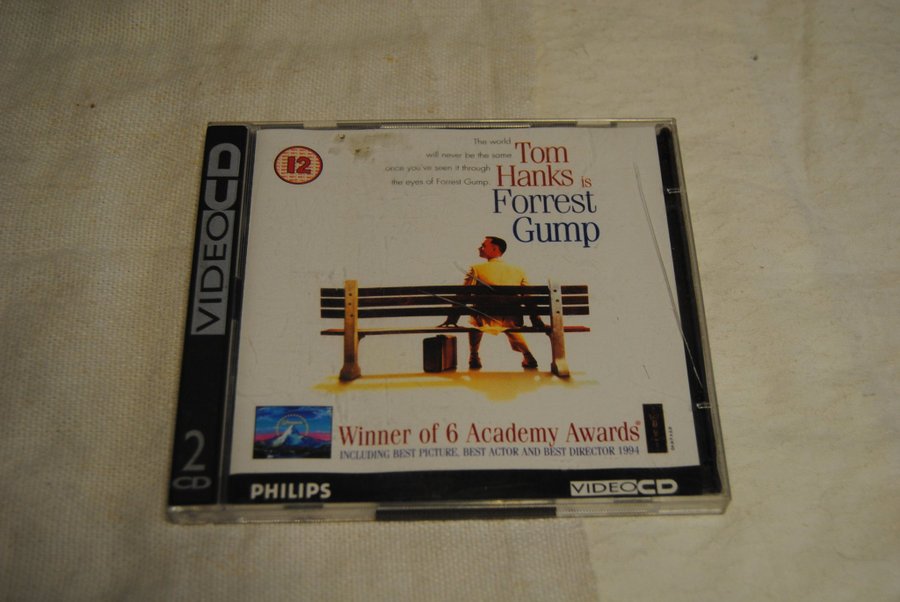 VIDEO CD
12
The world
will never be the same
once you've seen it through
the eyes of Forrest Gump.
Tom
Hanks is
Forrest
Gump
Winner of 6 Academy Awards®
INCLUDING BEST PICTURE, BEST ACTOR AND BEST DIRECTOR 1994
2
CD
PHILIPS
VIDEO CD